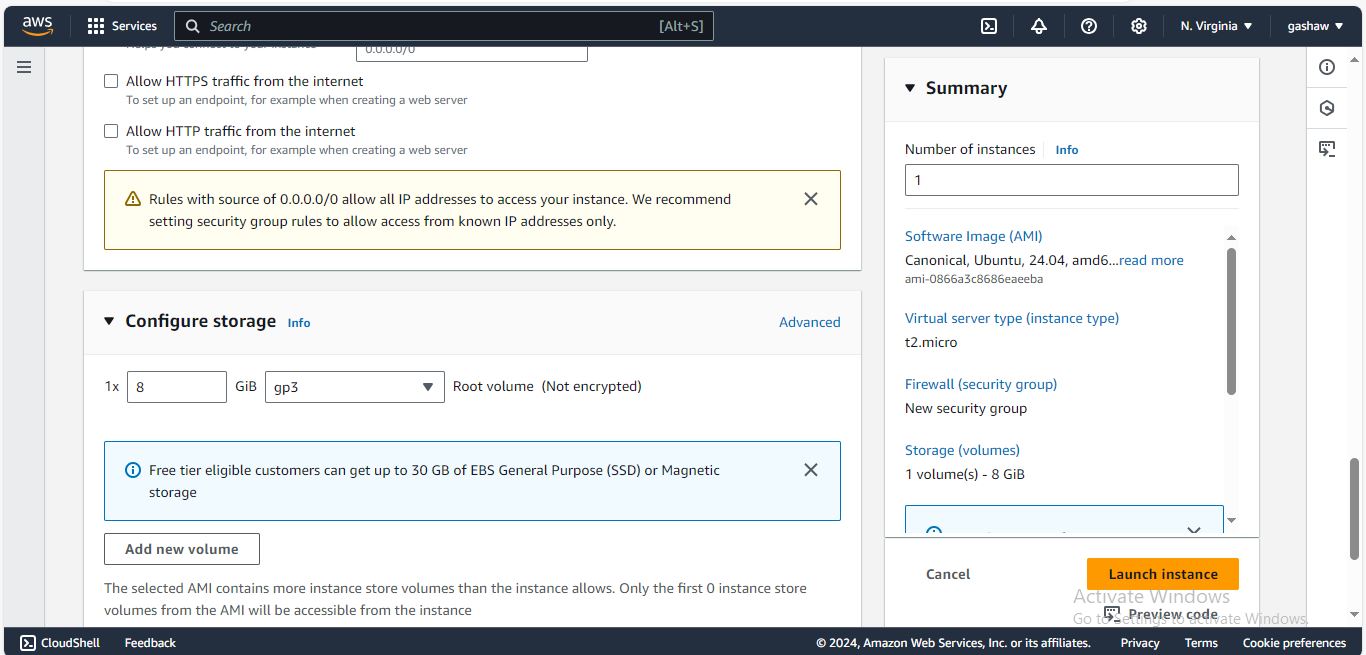 aws
Services
Search [Alt+S]
N. Virginia
gashaw
Helps you connect to your instance
0.0.0.0/0
Allow HTTPS traffic from the internet
To set up an endpoint, for example when creating a web server
Allow HTTP traffic from the internet
To set up an endpoint, for example when creating a web server
Rules with source of 0.0.0.0/0 allow all IP addresses to access your instance. We recommend
setting security group rules to allow access from known IP addresses only.
Configure storage Info
Advanced
1x 8 GiB gp3 Root volume (Not encrypted)
Free tier eligible customers can get up to 30 GB of EBS General Purpose (SSD) or Magnetic
storage
Add new volume
The selected AMI contains more instance store volumes than the instance allows. Only the first 0 instance store
volumes from the AMI will be accessible from the instance
Summary
Number of instances Info
1
Software Image (AMI)
Canonical, Ubuntu, 24.04, amd6...read more
ami-0866a3c8686eaeeba
Virtual server type (instance type)
t2.micro
Firewall (security group)
New security group
Storage (volumes)
1 volume(s) - 8 GiB
Cancel
Launch instance
Activate Windows
Preview code
Go to Settings to activate Windows.
CloudShell
Feedback
© 2024, Amazon Web Services, Inc. or its affiliates.
Privacy
Terms
Cookie preferences